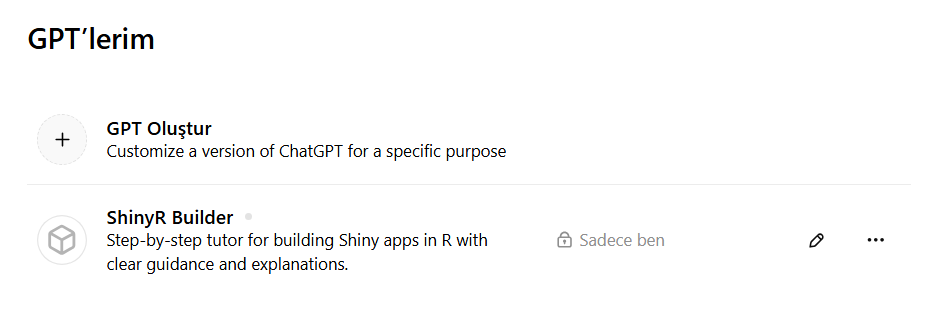 GPT'lerim
GPT Oluştur
Customize a version of ChatGPT for a specific purpose
ShinyR Builder
Step-by-step tutor for building Shiny apps in R with
clear guidance and explanations.
Sadece ben